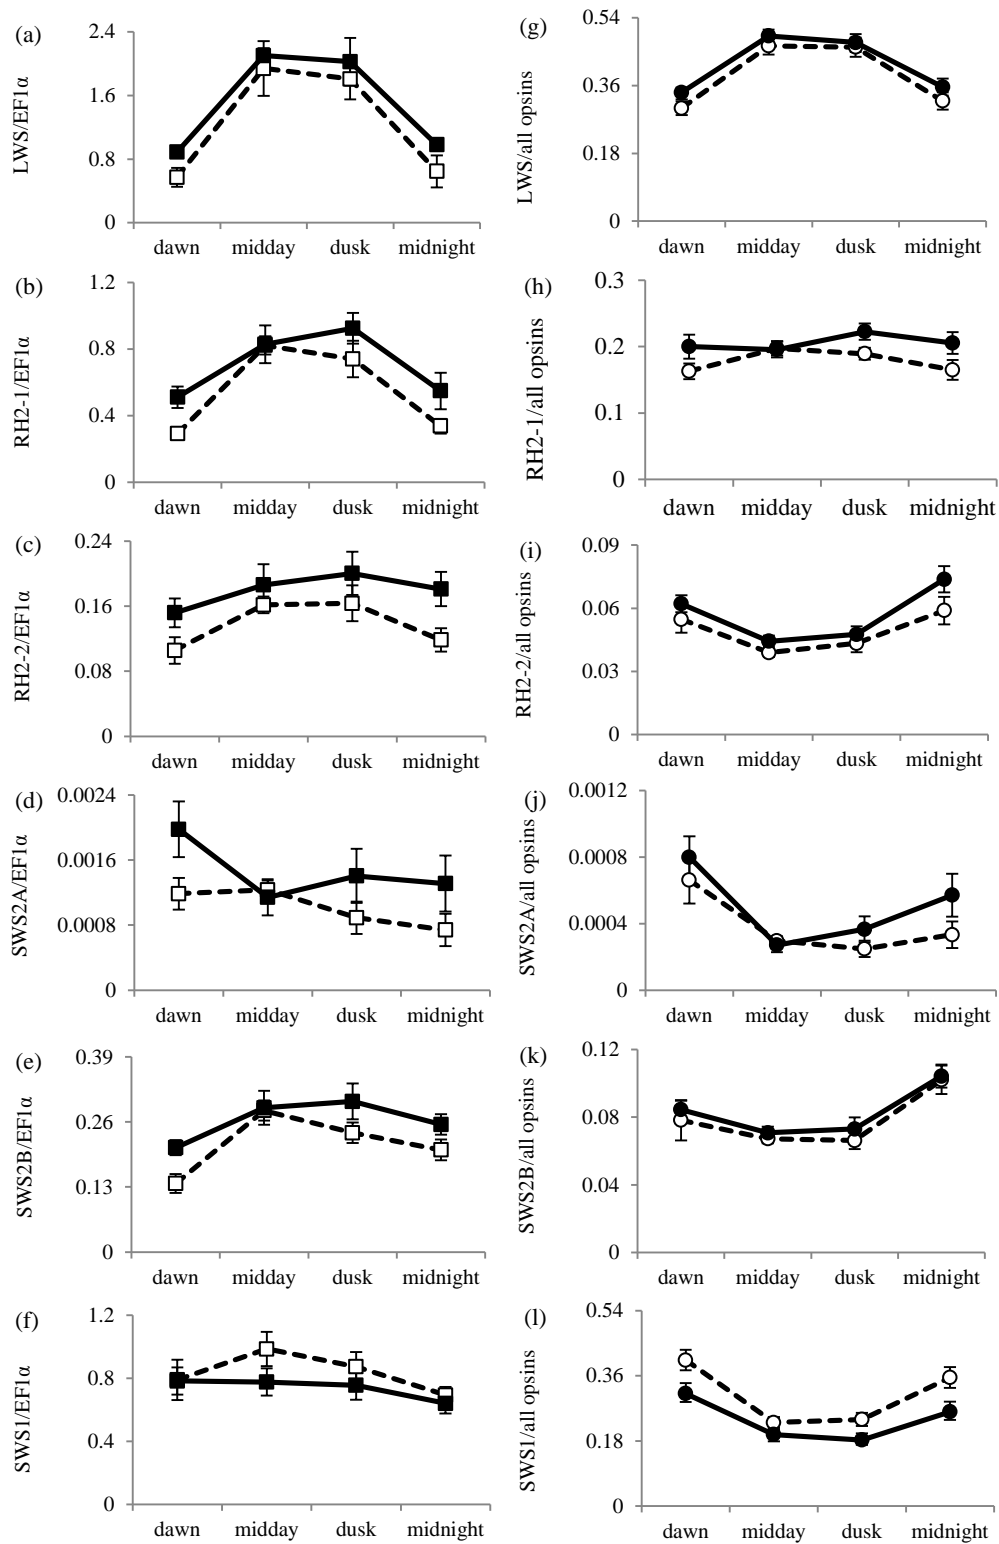 (a)
LWS/EF1α
2.4
1.6
0.8
0
dawn midday dusk midnight
(g)
LWS/all opsins
0.54
0.36
0.18
0
dawn midday dusk midnight
(b)
RH2-1/EF1α
1.2
0.8
0.4
0
dawn midday dusk midnight
(h)
RH2-1/all opsins
0.3
0.2
0.1
0
dawn midday dusk midnight
(c)
RH2-2/EF1α
0.24
0.16
0.08
0
dawn midday dusk midnight
(i)
RH2-2/all opsins
0.09
0.06
0.03
0
dawn midday dusk midnight
(d)
SWS2A/EF1α
0.0024
0.0016
0.0008
0
dawn midday dusk midnight
(j)
SWS2A/all opsins
0.0012
0.0008
0.0004
0
dawn midday dusk midnight
(e)
SWS2B/EF1α
0.39
0.26
0.13
0
dawn midday dusk midnight
(k)
SWS2B/all opsins
0.12
0.08
0.04
0
dawn midday dusk midnight
(f)
SWS1/EF1α
1.2
0.8
0.4
0
dawn midday dusk midnight
(l)
SWS1/all opsins
0.54
0.36
0.18
0
dawn midday dusk midnight